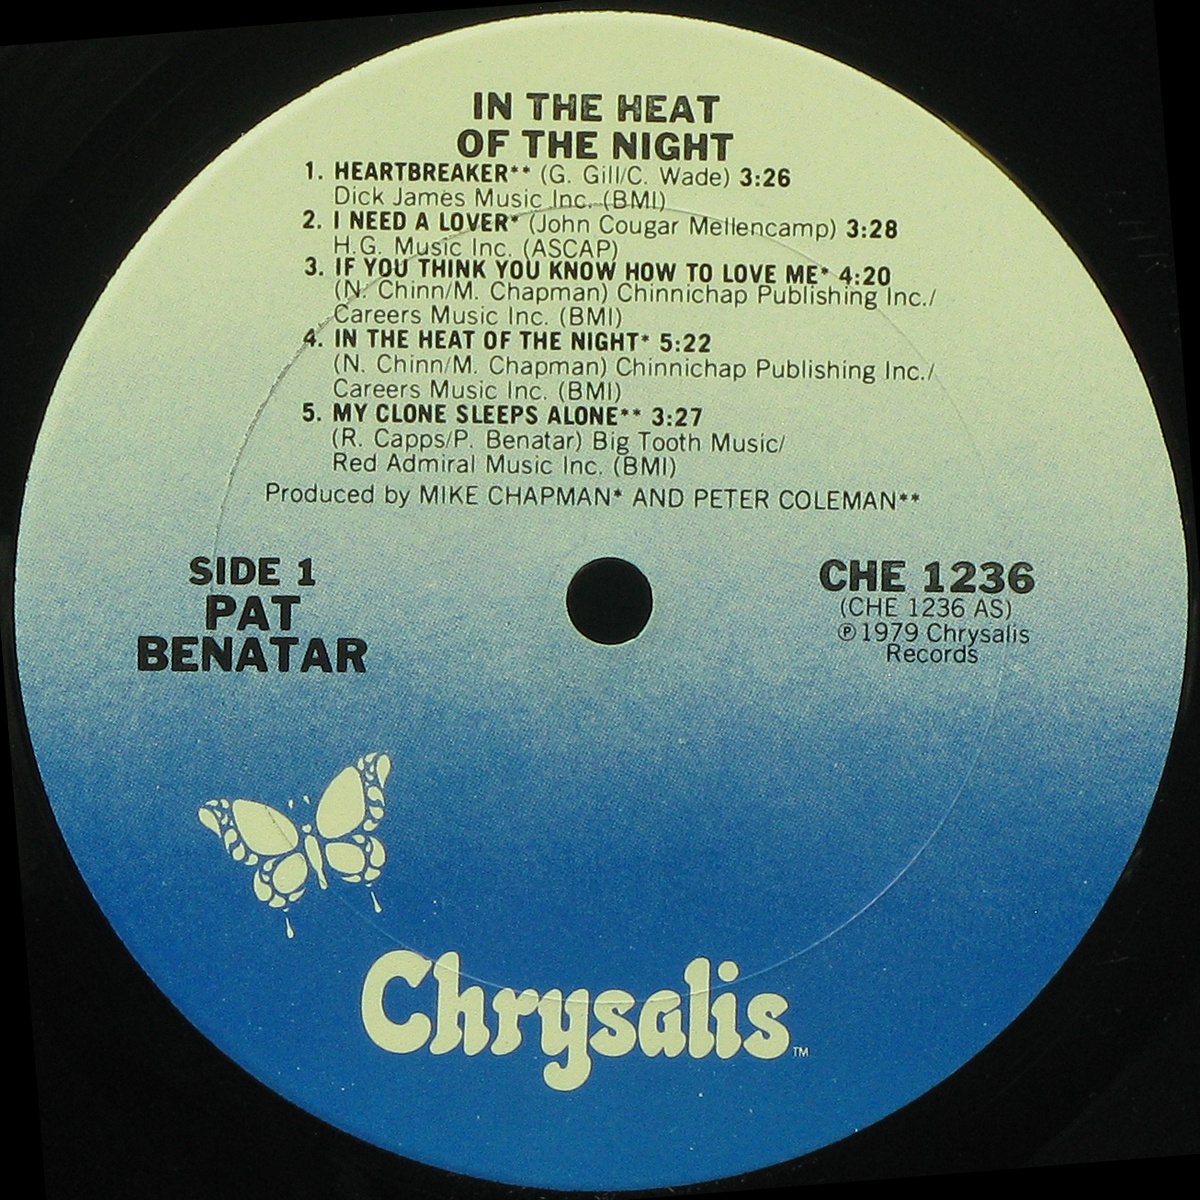 IN THE HEAT
OF THE NIGHT
1. HEARTBREAKER** (G. Gill/C. Wade) 3:26
Dick James Music Inc. (BMI)
2. I NEED A LOVER* (John Cougar Mellencamp) 3:28
H.G. Music Inc. (ASCAP)
3. IF YOU THINK YOU KNOW HOW TO LOVE ME* 4:20
(N. Chinn/M. Chapman) Chinnichap Publishing Inc./
Careers Music Inc. (BMI)
4. IN THE HEAT OF THE NIGHT* 5:22
(N. Chinn/M. Chapman) Chinnichap Publishing Inc./
Careers Music Inc. (BMI)
5. MY CLONE SLEEPS ALONE** 3:27
(R. Capps/P. Benatar) Big Tooth Music/
Red Admiral Music Inc. (BMI)
Produced by MIKE CHAPMAN* AND PETER COLEMAN**
SIDE 1
PAT
BENATAR
CHE 1236
(CHE 1236 AS)
℗ 1979 Chrysalis
Records
Chrysalis™